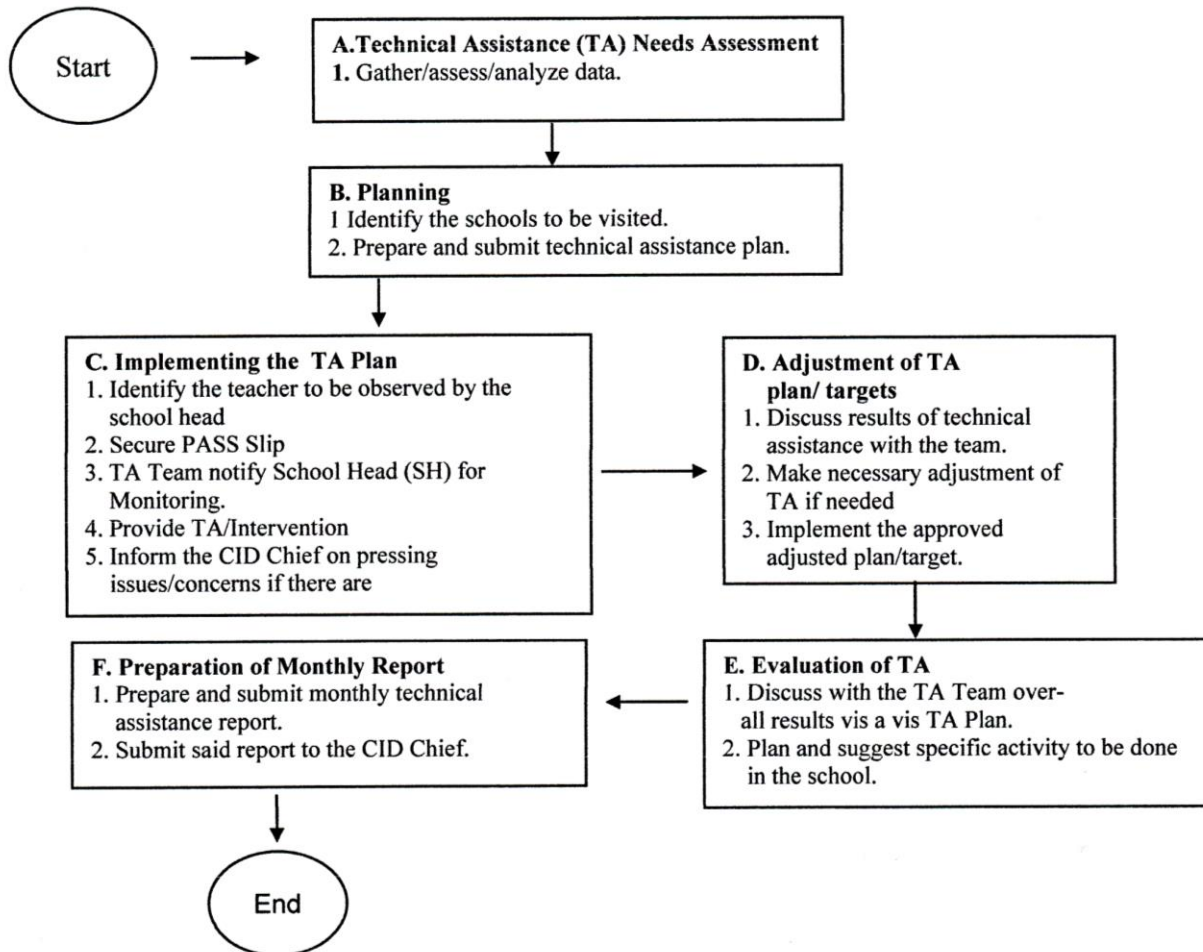 Start
A.Technical Assistance (TA) Needs Assessment
1. Gather/assess/analyze data.
B. Planning
1 Identify the schools to be visited.
2. Prepare and submit technical assistance plan.
C. Implementing the TA Plan
1. Identify the teacher to be observed by the
school head
2. Secure PASS Slip
3. TA Team notify School Head (SH) for
Monitoring.
4. Provide TA/Intervention
5. Inform the CID Chief on pressing
issues/concerns if there are
D. Adjustment of TA
plan/ targets
1. Discuss results of technical
assistance with the team.
2. Make necessary adjustment of
TA if needed
3. Implement the approved
adjusted plan/target.
E. Evaluation of TA
1. Discuss with the TA Team over-
all results vis a vis TA Plan.
2. Plan and suggest specific activity to be done
in the school.
F. Preparation of Monthly Report
1. Prepare and submit monthly technical
assistance report.
2. Submit said report to the CID Chief.
End